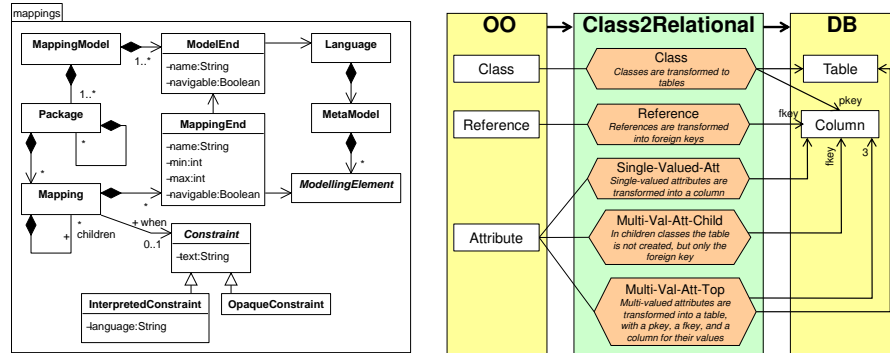 mappings
MappingModel
1..*
1..*
ModelEnd
-name:String
-navigable:Boolean
Language
Package
*
*
MappingEnd
-name:String
-min:int
-max:int
-navigable:Boolean
MetaModel
*
ModellingElement
Mapping
*
*
+
children
+ when
0..1
Constraint
-text:String
InterpretedConstraint
-language:String
OpaqueConstraint
OO
Class2Relational
DB
Class
Class
Classes are transformed to
tables
Table
pkey
Reference
Reference
References are transformed
into foreign keys
fkey
Column
Single-Valued-Att
Single-valued attributes are
transformed into a column
fkey
3
Attribute
Multi-Val-Att-Child
In children classes the table
is not created, but only the
foreign key
Multi-Val-Att-Top
Multi-valued attributes are
transformed into a table,
with a pkey, a fkey, and a
column for their values